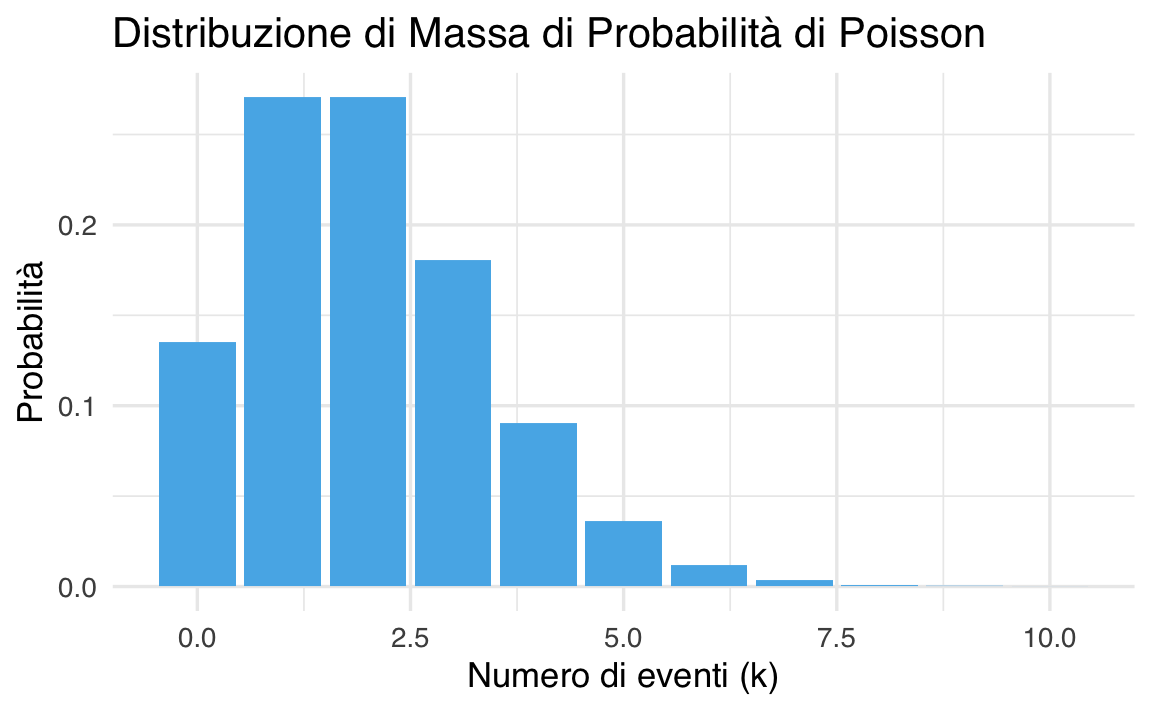 Distribuzione di Massa di Probabilità di Poisson
Probabilità
0.2
0.1
0.0
0.0 2.5 5.0 7.5 10.0
Numero di eventi (k)